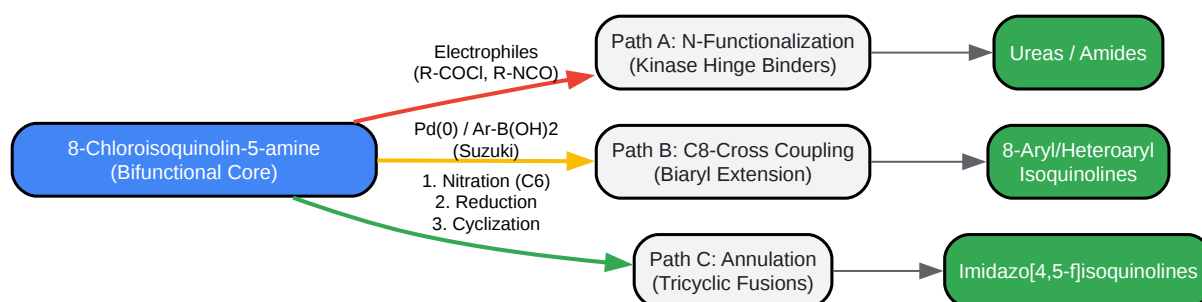 Electrophiles
(R-COCl, R-NCO)
Path A: N-Functionalization
(Kinase Hinge Binders)
Ureas / Amides
8-Chloroisoquinolin-5-amine
(Bifunctional Core)
Pd(0) / Ar-B(OH)2
(Suzuki)
Path B: C8-Cross Coupling
(Biaryl Extension)
8-Aryl/Heteroaryl
Isoquinolines
1. Nitration (C6)
2. Reduction
3. Cyclization
Path C: Annulation
(Tricyclic Fusions)
Imidazo[4,5-f]isoquinolines